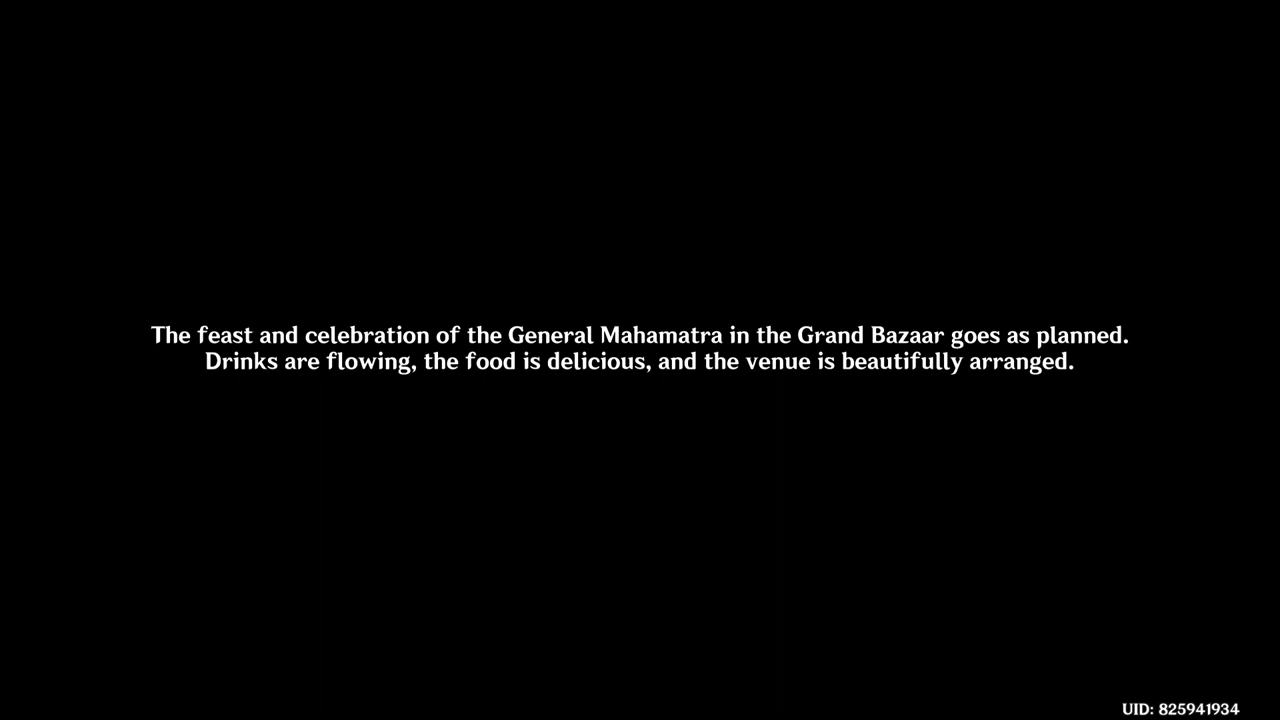 The feast and celebration of the General Mahamatra in the Grand Bazaar goes as planned.
Drinks are flowing, the food is delicious, and the venue is beautifully arranged.
UID: 825941934